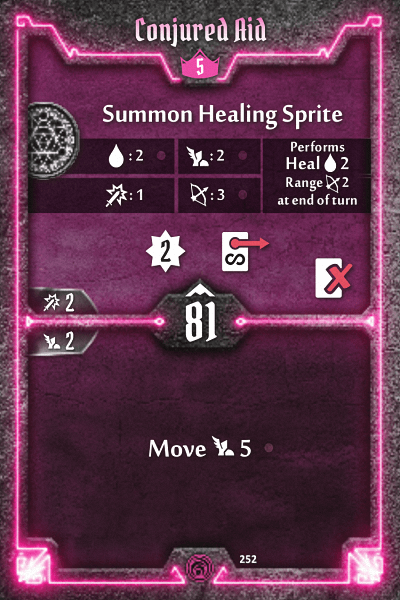 Conjured Aid
5
Summon Healing Sprite
: 2 : 2
: 1 : 3
Performs
Heal 2
Range 2
at end of turn
2 S
2
81
2
Move 5
252